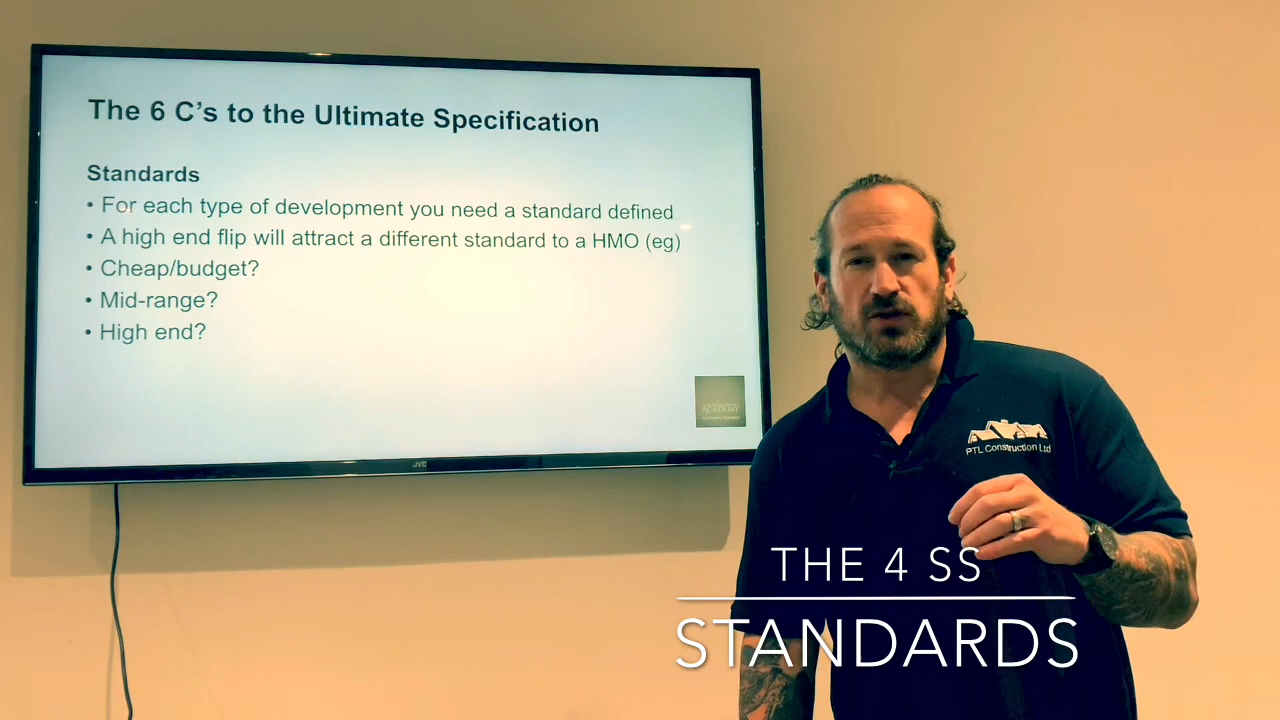 The 6 C's to the Ultimate Specification
Standards
• For each type of development you need a standard defined
• A high end flip will attract a different standard to a HMO (eg)
• Cheap/budget?
• Mid-range?
• High end?
ACADEMY
JVC
PTL Construction Ltd
THE 4 SS
STANDARDS